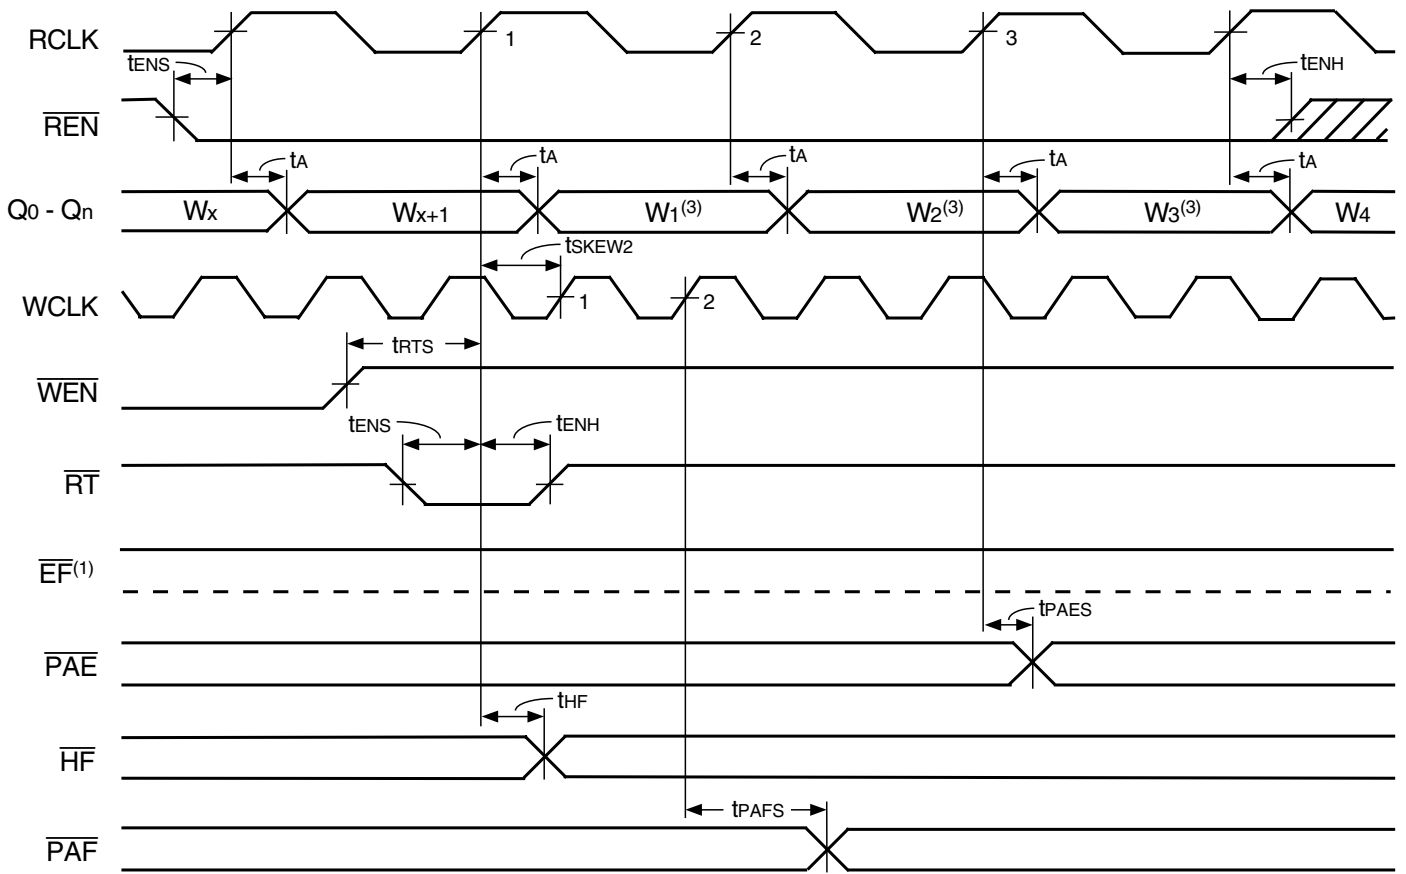 RCLK 1 2 3
tENS tENH
REN
tA tA tA tA tA
Q0 - Qn Wx Wx+1 W1(3) W2(3) W3(3) W4
tSKEW2
WCLK 1 2
tRTS
WEN
tENS tENH
RT
EF(1)
tPAES
PAE
tHF
HF
tPAFS
PAF